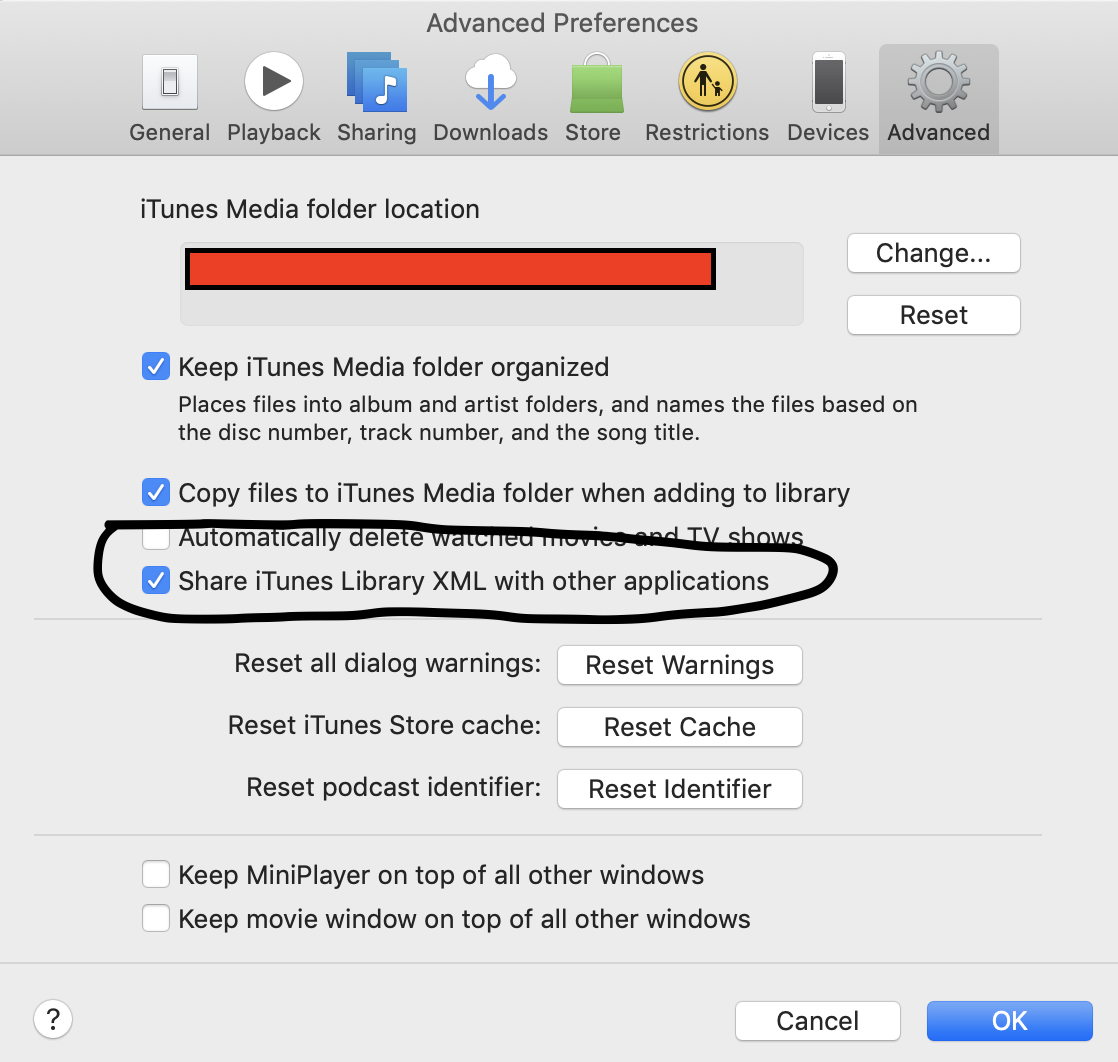 Advanced Preferences
General Playback Sharing Downloads Store Restrictions Devices Advanced
iTunes Media folder location
Change...
Reset
Keep iTunes Media folder organized
Places files into album and artist folders, and names the files based on
the disc number, track number, and the song title.
Copy files to iTunes Media folder when adding to library
Automatically delete watched movies and TV shows
Share iTunes Library XML with other applications
Reset all dialog warnings: Reset Warnings
Reset iTunes Store cache: Reset Cache
Reset podcast identifier: Reset Identifier
Keep MiniPlayer on top of all other windows
Keep movie window on top of all other windows
? Cancel OK